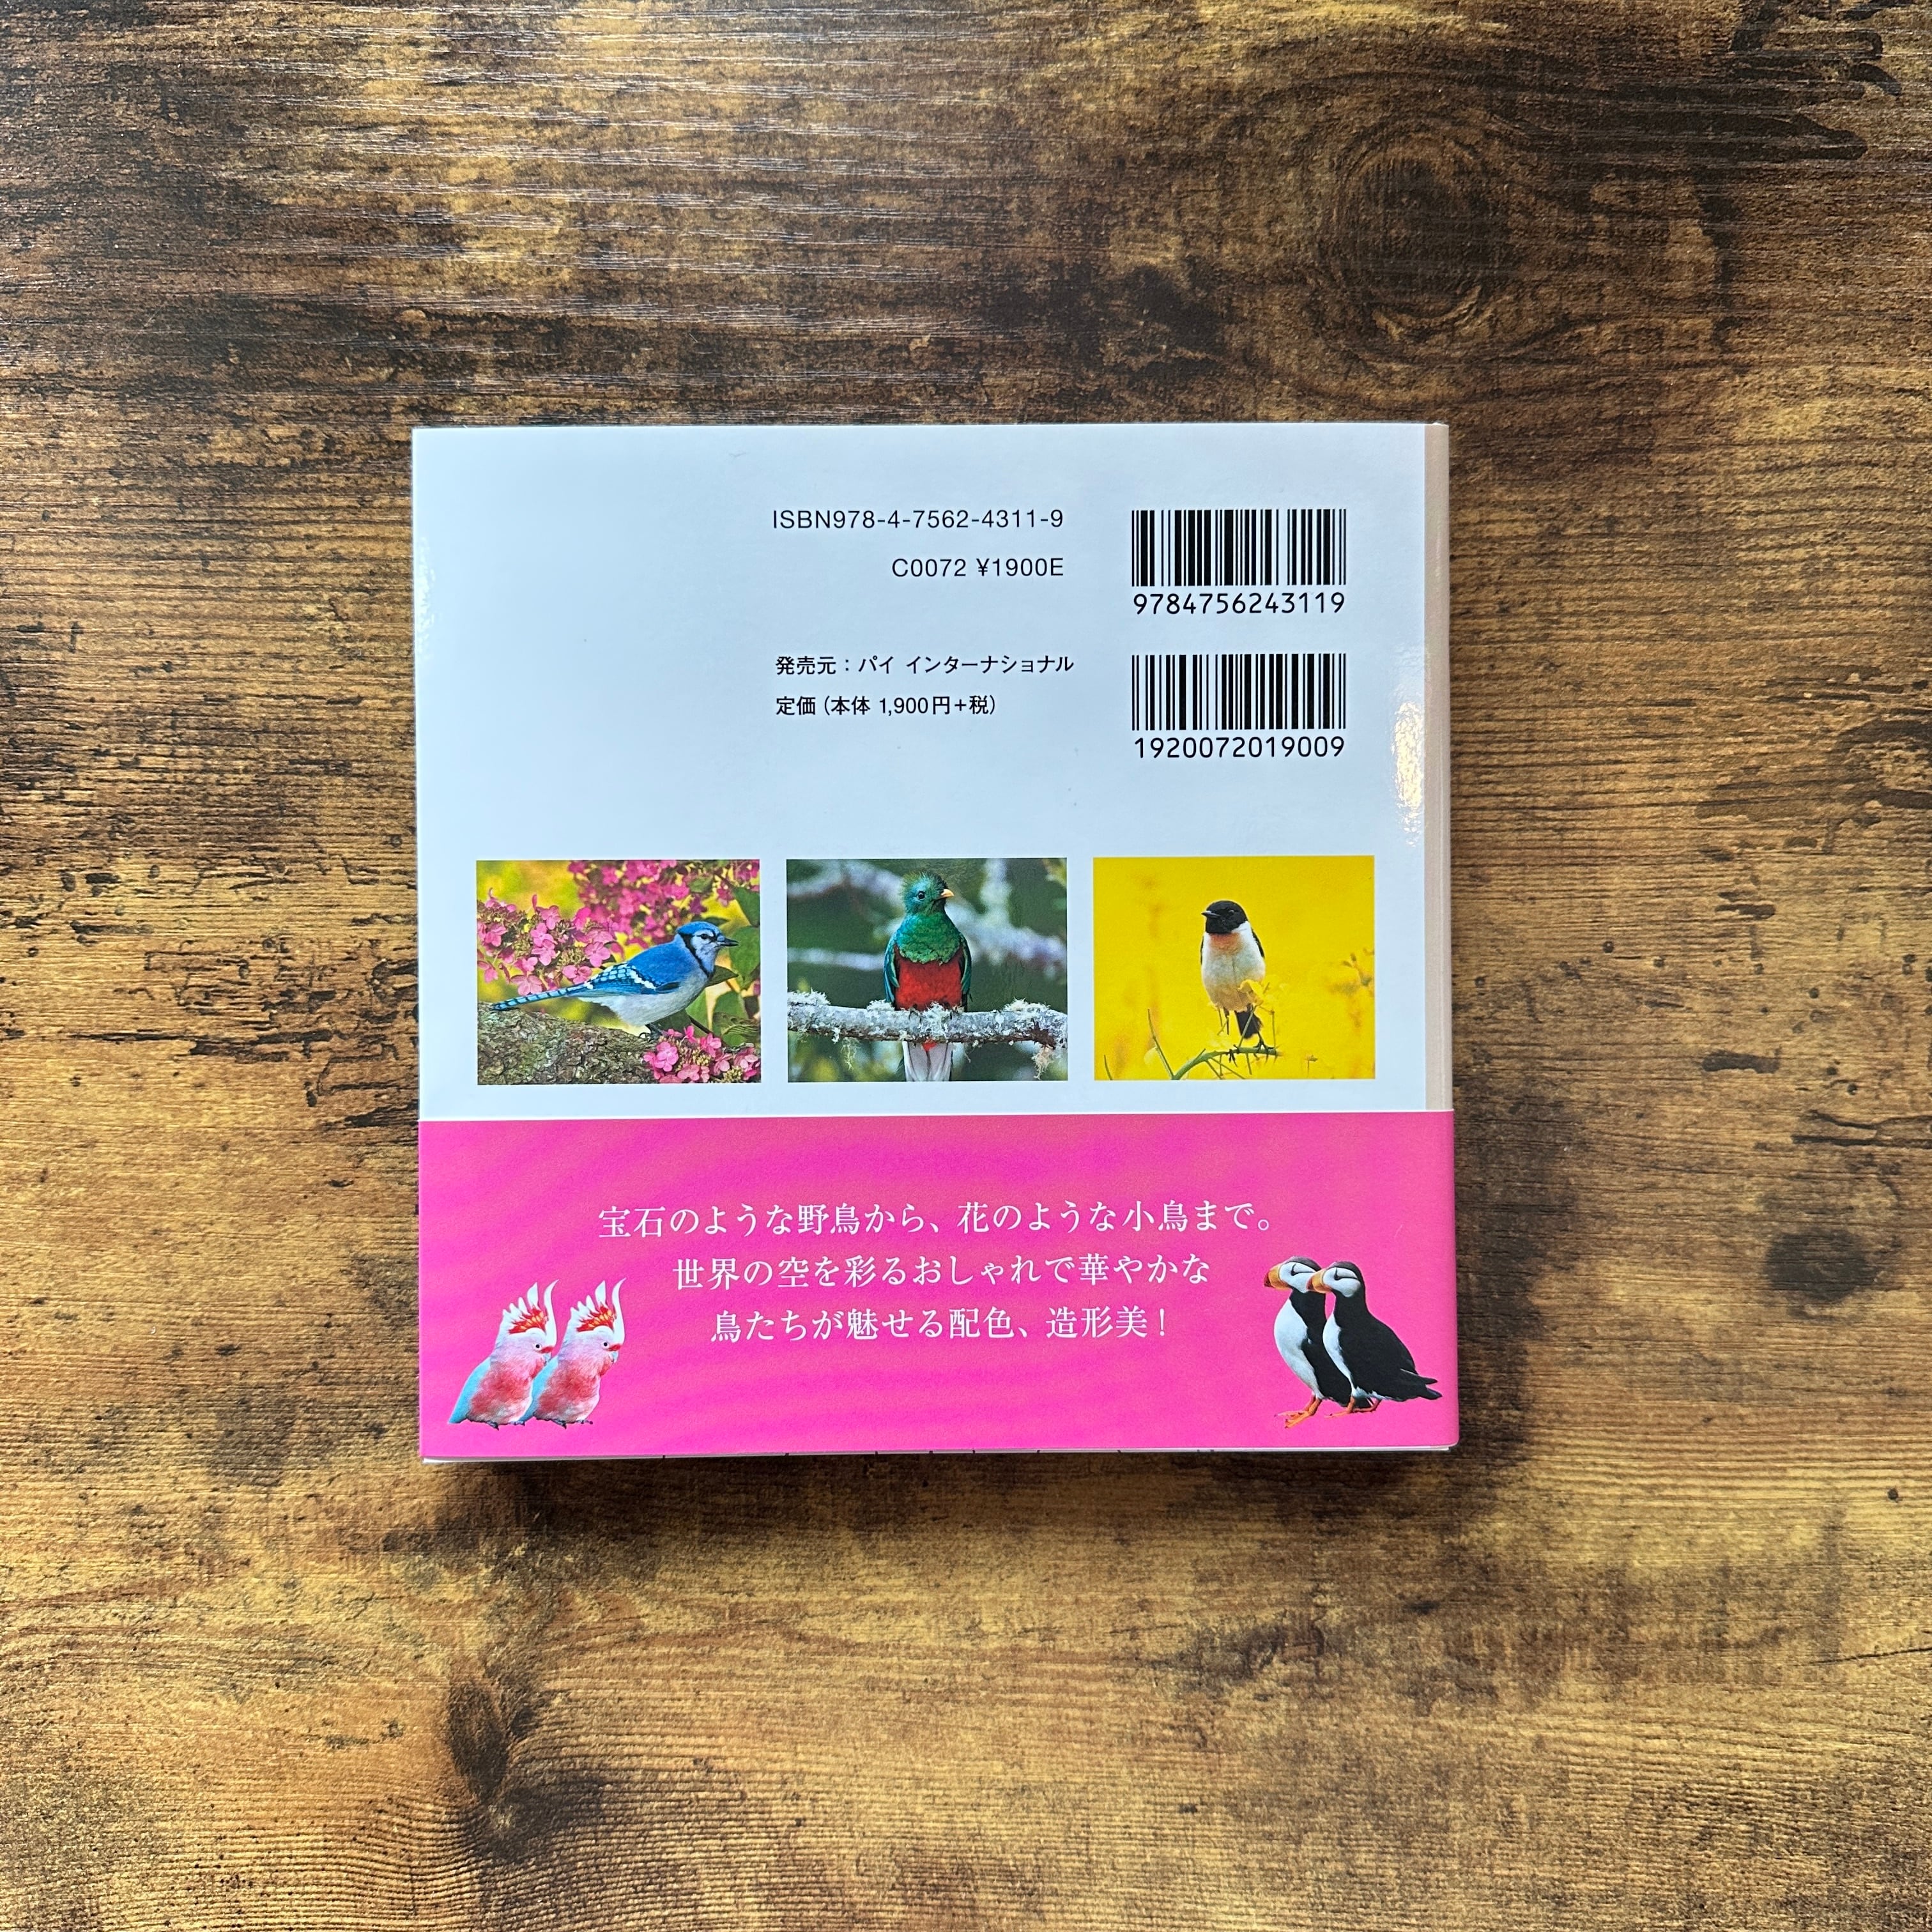 ISBN978-4-7562-4311-9
C0072 ¥1900E
9784756243119
発売元：パイ インターナショナル
定価（本体 1,900円＋税）
1920072019009
宝石のような野鳥から、花のような小鳥まで。
世界の空を彩るおしゃれで華やかな
鳥たちが魅せる配色、造形美！